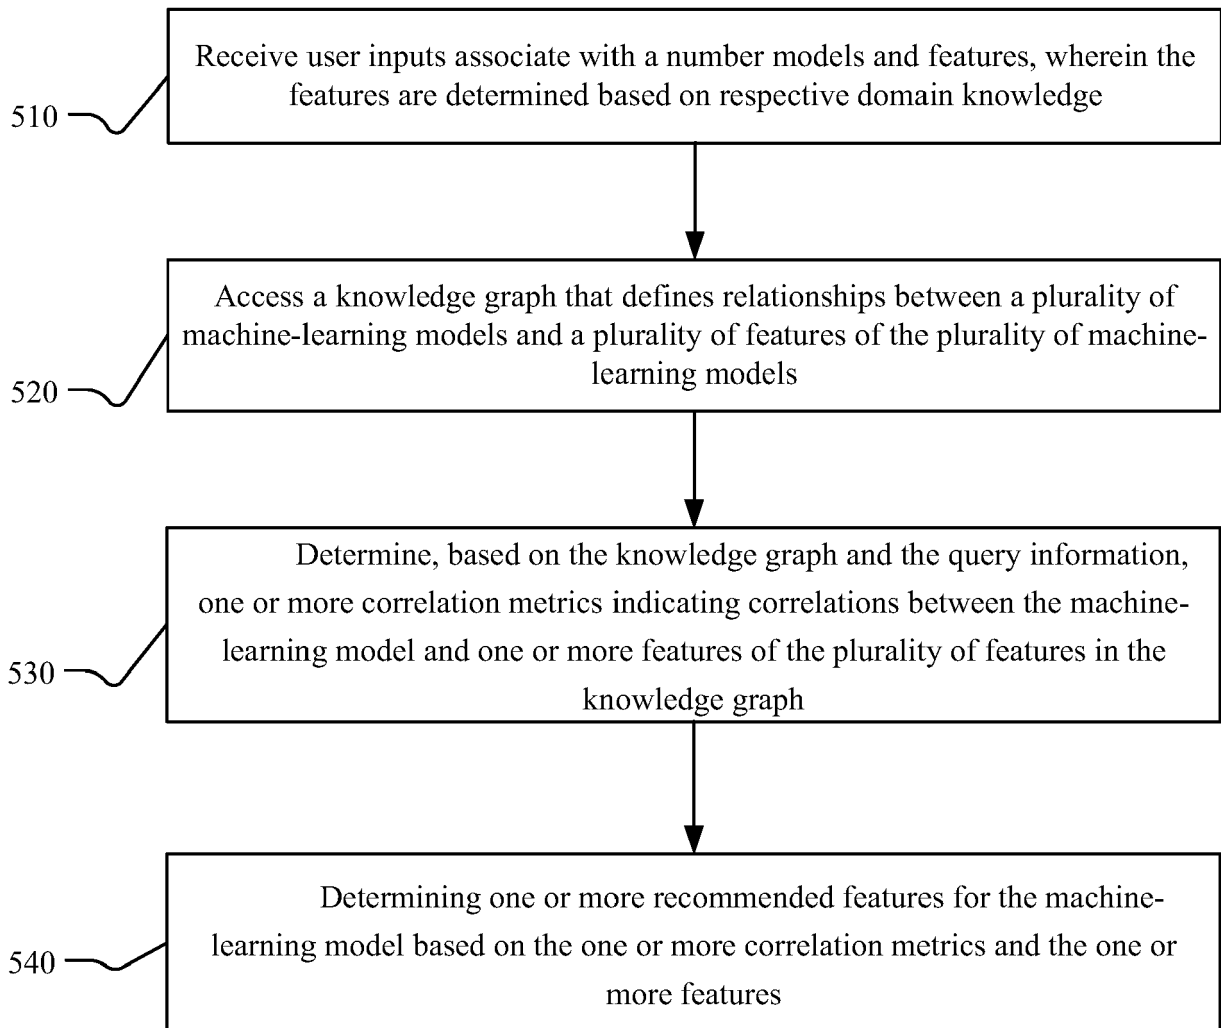 Receive user inputs associate with a number models and features, wherein the
features are determined based on respective domain knowledge
510
Access a knowledge graph that defines relationships between a plurality of
machine-learning models and a plurality of features of the plurality of machine-
learning models
520
Determine, based on the knowledge graph and the query information,
one or more correlation metrics indicating correlations between the machine-
learning model and one or more features of the plurality of features in the
knowledge graph
530
Determining one or more recommended features for the machine-
learning model based on the one or more correlation metrics and the one or
more features
540